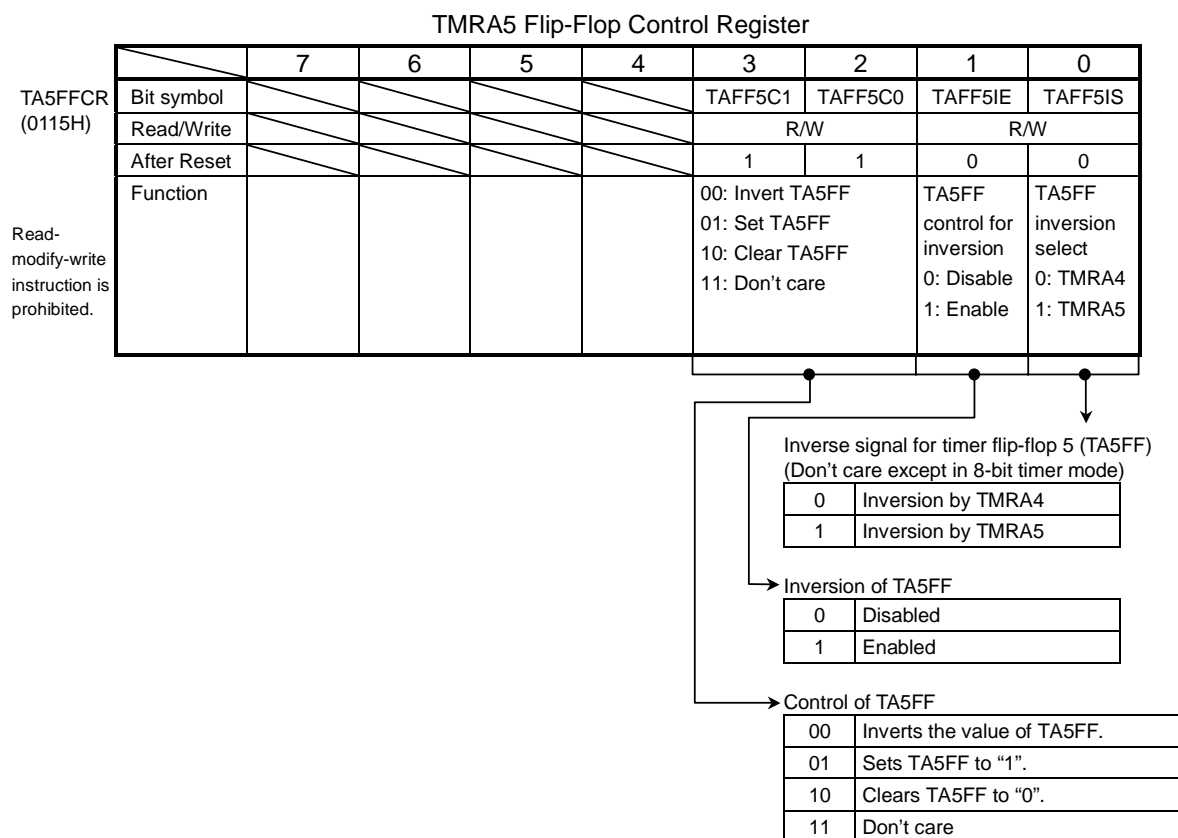 TMRA5 Flip-Flop Control Register
7 6 5 4 3 2 1 0
TA5FFCR
(0115H)
Bit symbol TAFF5C1 TAFF5C0 TAFF5IE TAFF5IS
Read/Write R/W R/W
After Reset 1 1 0 0
Read-
modify-write
instruction is
prohibited.
Function
00: Invert TA5FF
01: Set TA5FF
10: Clear TA5FF
11: Don't care
TA5FF
control for
inversion
0: Disable
1: Enable
TA5FF
inversion
select
0: TMRA4
1: TMRA5
Inverse signal for timer flip-flop 5 (TA5FF)
(Don't care except in 8-bit timer mode)
0 Inversion by TMRA4
1 Inversion by TMRA5
Inversion of TA5FF
0 Disabled
1 Enabled
Control of TA5FF
00 Inverts the value of TA5FF.
01 Sets TA5FF to “1”.
10 Clears TA5FF to “0”.
11 Don't care